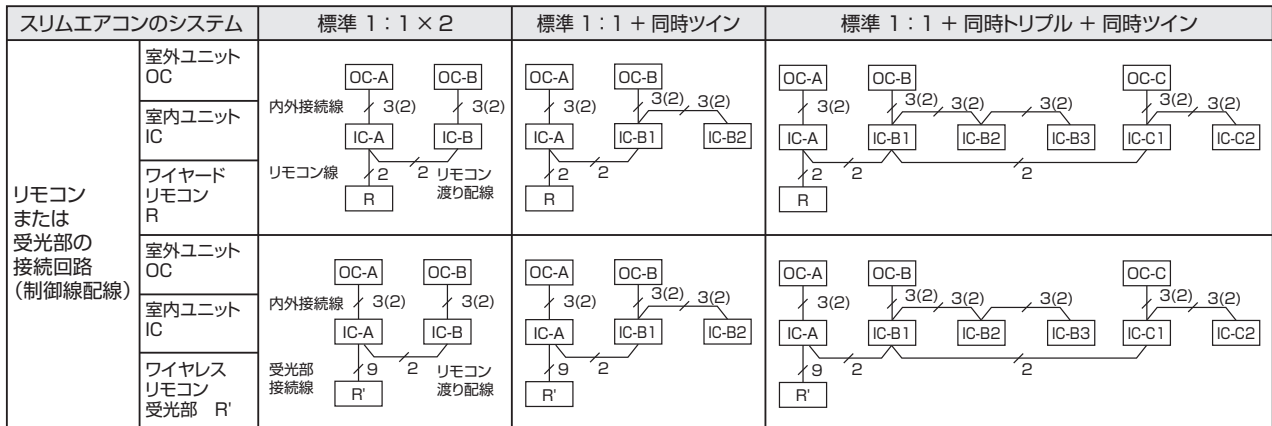 スリムエアコンのシステム
標準 1:1×2
標準 1:1 + 同時ツイン
標準 1:1 + 同時トリプル + 同時ツイン
リモコン
または
受光部の
接続回路
(制御線配線)
室外ユニット
OC
室内ユニット
IC
ワイヤード
リモコン
R
OC-A
OC-B
内外接続線
3(2)
3(2)
IC-A
IC-B
リモコン線
2
2
リモコン
渡り配線
R
OC-A
OC-B
3(2)
3(2)
3(2)
IC-A
IC-B1
IC-B2
2
2
R
OC-A
OC-B
OC-C
3(2)
3(2)
3(2)
3(2)
3(2)
3(2)
IC-A
IC-B1
IC-B2
IC-B3
IC-C1
IC-C2
2
2
2
R
室外ユニット
OC
室内ユニット
IC
ワイヤレス
リモコン
受光部 R'
OC-A
OC-B
内外接続線
3(2)
3(2)
IC-A
IC-B
受光部
接続線
9
2
リモコン
渡り配線
R'
OC-A
OC-B
3(2)
3(2)
3(2)
IC-A
IC-B1
IC-B2
9
2
R'
OC-A
OC-B
OC-C
3(2)
3(2)
3(2)
3(2)
3(2)
3(2)
IC-A
IC-B1
IC-B2
IC-B3
IC-C1
IC-C2
9
2
2
R'